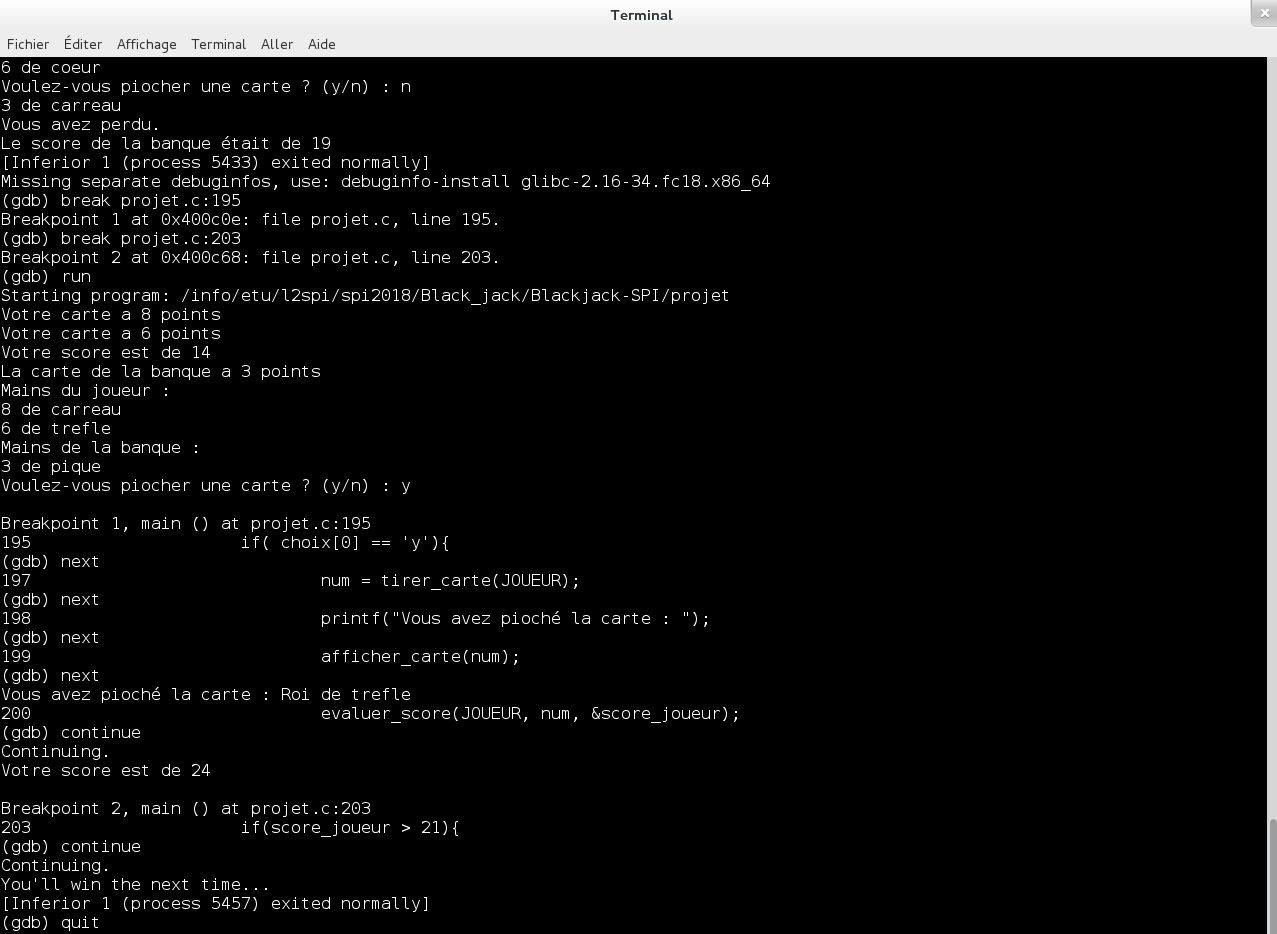 Terminal
Fichier Éditer Affichage Terminal Aller Aide
6 de coeur
Voulez-vous piocher une carte ? (y/n) : n
3 de carreau
Vous avez perdu.
Le score de la banque était de 19
[Inferior 1 (process 5433) exited normally]
Missing separate debuginfos, use: debuginfo-install glibc-2.16-34.fc18.x86_64
(gdb) break projet.c:195
Breakpoint 1 at 0x400c0e: file projet.c, line 195.
(gdb) break projet.c:203
Breakpoint 2 at 0x400c68: file projet.c, line 203.
(gdb) run
Starting program: /info/etu/l2spi/spi2018/Black_jack/Blackjack-SPI/projet
Votre carte a 8 points
Votre carte a 6 points
Votre score est de 14
La carte de la banque a 3 points
Mains du joueur :
8 de carreau
6 de trefle
Mains de la banque :
3 de pique
Voulez-vous piocher une carte ? (y/n) : y

Breakpoint 1, main () at projet.c:195
195                     if( choix[0] == 'y'){
(gdb) next
197                             num = tirer_carte(JOUEUR);
(gdb) next
198                             printf("Vous avez pioché la carte : ");
(gdb) next
199                             afficher_carte(num);
(gdb) next
Vous avez pioché la carte : Roi de trefle
200                             evaluer_score(JOUEUR, num, &score_joueur);
(gdb) continue
Continuing.
Votre score est de 24

Breakpoint 2, main () at projet.c:203
203                     if(score_joueur > 21){
(gdb) continue
Continuing.
You'll win the next time...
[Inferior 1 (process 5457) exited normally]
(gdb) quit